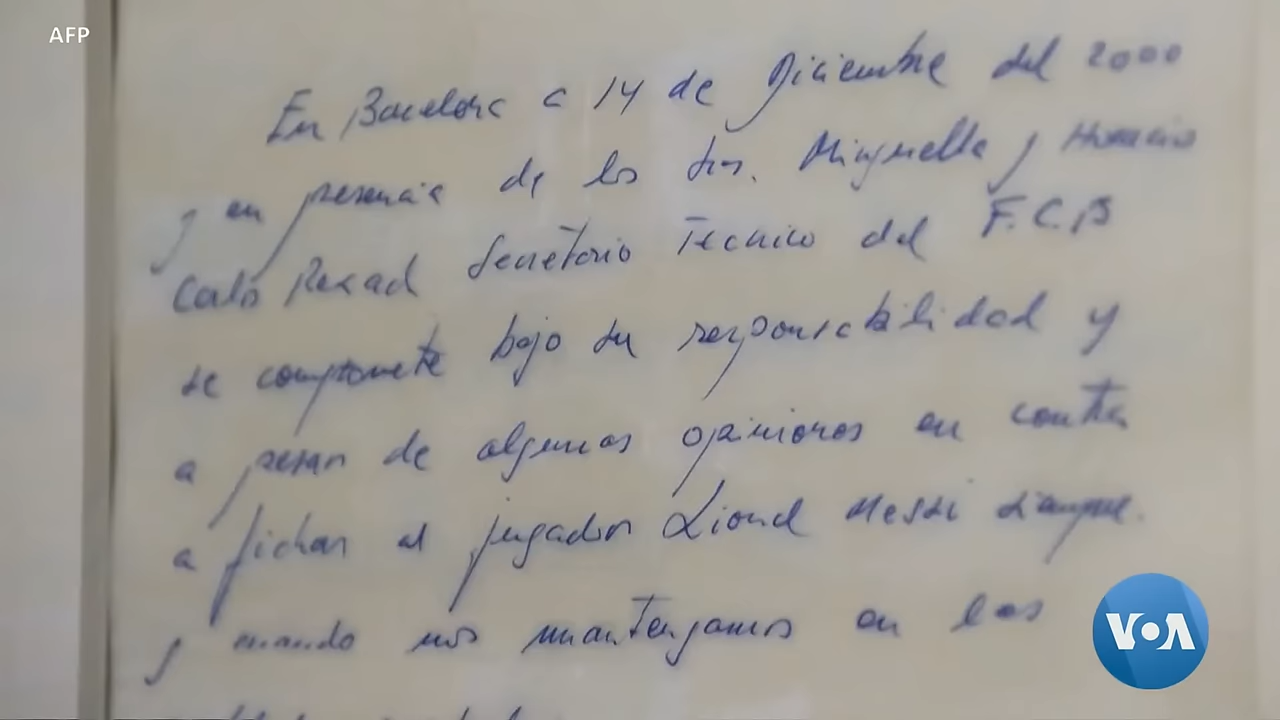 AFP
En Barcelona a 14 de Diciembre del 2000
y en presencia de los Srs. Minguella y Horacio
Carlos Rexach Secretario Tecnico del F.C.B
se compromete bajo su responsabilidad y
a pesar de algunas opiniones en contra
a fichar al jugador Lionel Messi siempre
y cuando nos mantengamos en las
VOA